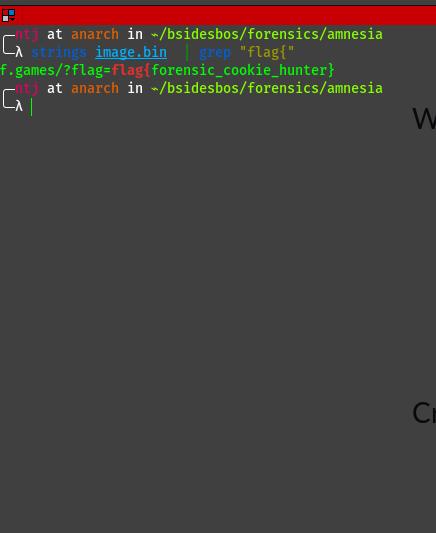 ntj at anarch in ~/bsidesbos/forensics/amnesia
λ strings image.bin | grep "flag{"
f.games/?flag=flag{forensic_cookie_hunter}
ntj at anarch in ~/bsidesbos/forensics/amnesia
λ
W
Cr